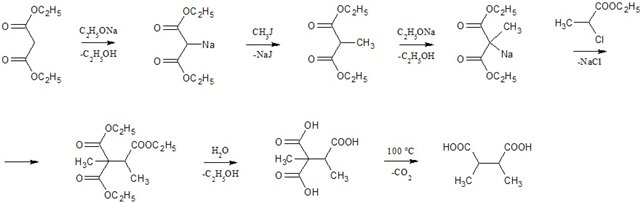 OC₂H₅
O
O
OC₂H₅
C₂H₅ONa
-C₂H₅OH
OC₂H₅
O
Na
O
OC₂H₅
CH₃J
-NaJ
OC₂H₅
O
CH₃
O
OC₂H₅
C₂H₅ONa
-C₂H₅OH
OC₂H₅
O
CH₃
Na
O
OC₂H₅
COOC₂H₅
H₃C
Cl
-NaCl
OC₂H₅
O
COOC₂H₅
H₃C
CH₃
O
OC₂H₅
H₂O
-C₂H₅OH
OH
O
COOH
H₃C
CH₃
O
OH
100 °C
-CO₂
HOOC
COOH
H₃C
CH₃